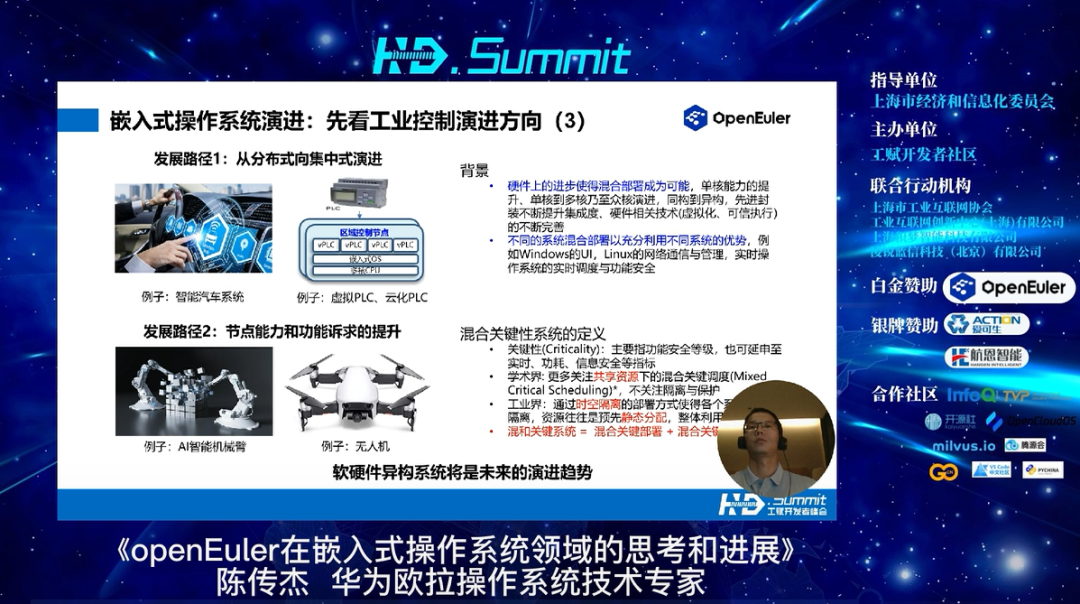 HD.Summit
嵌入式操作系统演进：先看工业控制演进方向（3）
OpenEuler
发展路径1：从分布式向集中式演进
PLC
区域控制节点
vPLC vPLC vPLC vPLC
嵌入式OS
多核CPU
例子：智能汽车系统
例子：虚拟PLC、云化PLC
发展路径2：节点能力和功能诉求的提升
例子：AI智能机械臂
例子：无人机
背景
• 硬件上的进步使得混合部署成为可能，单核能力的提
升、单核到多核乃至众核演进，同构到异构，先进封
装不断提升集成度、硬件相关技术(虚拟化、可信执行)
的不断完善
• 不同的系统混合部署以充分利用不同系统的优势，例
如Windows的UI，Linux的网络通信与管理，实时操
作系统的实时调度与功能安全
混合关键性系统的定义
• 关键性(Criticality)：主要指功能安全等级，也可延申至
实时、功耗、信息安全等指标
• 学术界: 更多关注共享资源下的混合关键调度(Mixed
Critical Scheduling)*，不关注隔离与保护
• 工业界：通过时空隔离的部署方式使得各个
隔离，资源往往是预先静态分配，整体利用
• 混和关键系统 = 混合关键部署 + 混合关键
软硬件异构系统将是未来的演进趋势
HD.Summit
工赋开发者峰会
《openEuler在嵌入式操作系统领域的思考和进展》
陈传杰 华为欧拉操作系统技术专家
指导单位
上海市经济和信息化委员会
主办单位
工赋开发者社区
联合行动机构
上海市工业互联网协会
工业互联网创新中心（上海)有限公司
科技（北京）有限公司
白金赞助
OpenEuler
银牌赞助
ACTION
爱可生
航恩智能
HANGEN INTELLIGENT
合作社区
InfoQ
TVP
开源社
OpenCloudOS
milvus.io
腾源会
GO
VS Code
中文社区
PYCHINA